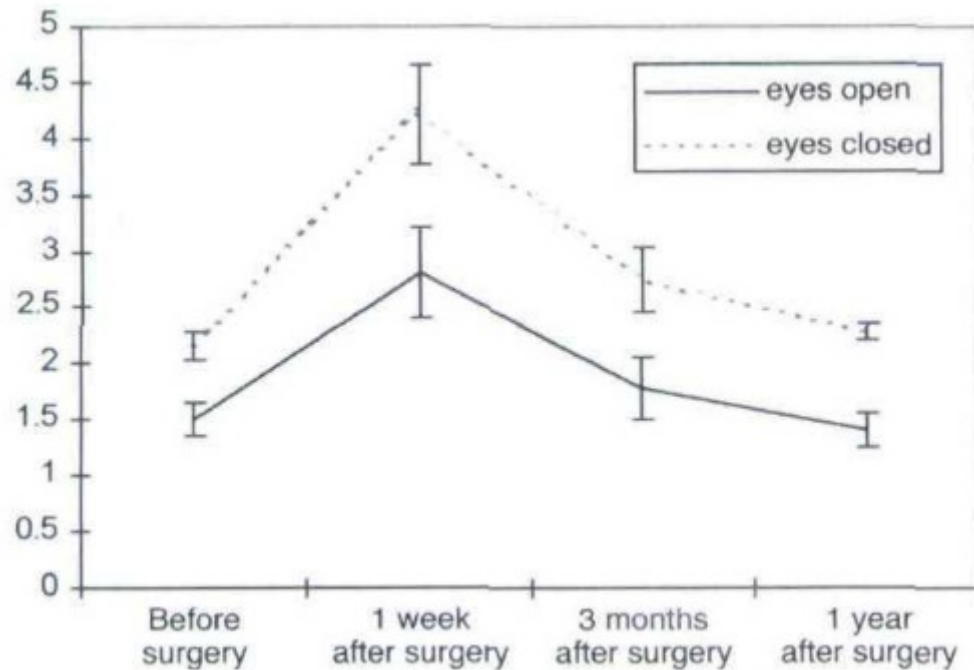 5
4.5
4
3.5
3
2.5
2
1.5
1
0.5
0
eyes open
eyes closed
Before
surgery
1 week
after surgery
3 months
after surgery
1 year
after surgery